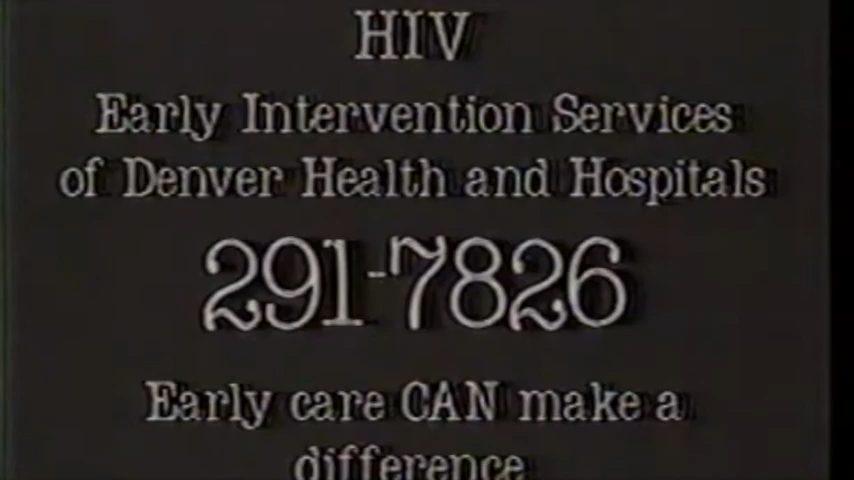 HIV
Early Intervention Services
of Denver Health and Hospitals
291-7826
Early care CAN make a
difference